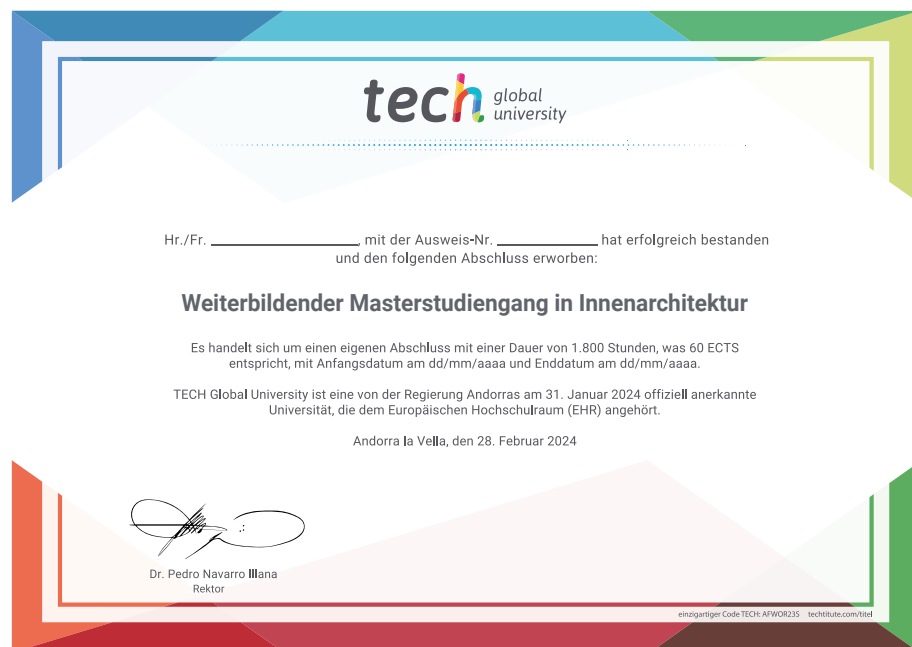 tech global
university
Hr./Fr. ____________________, mit der Ausweis-Nr. ______________ hat erfolgreich bestanden
und den folgenden Abschluss erworben:
Weiterbildender Masterstudiengang in Innenarchitektur
Es handelt sich um einen eigenen Abschluss mit einer Dauer von 1.800 Stunden, was 60 ECTS
entspricht, mit Anfangsdatum am dd/mm/aaaa und Enddatum am dd/mm/aaaa.
TECH Global University ist eine von der Regierung Andorras am 31. Januar 2024 offiziell anerkannte
Universität, die dem Europäischen Hochschulraum (EHR) angehört.
Andorra la Vella, den 28. Februar 2024
Dr. Pedro Navarro Illana
Rektor
einzigartiger Code TECH: AFWOR23S techtitute.com/titel